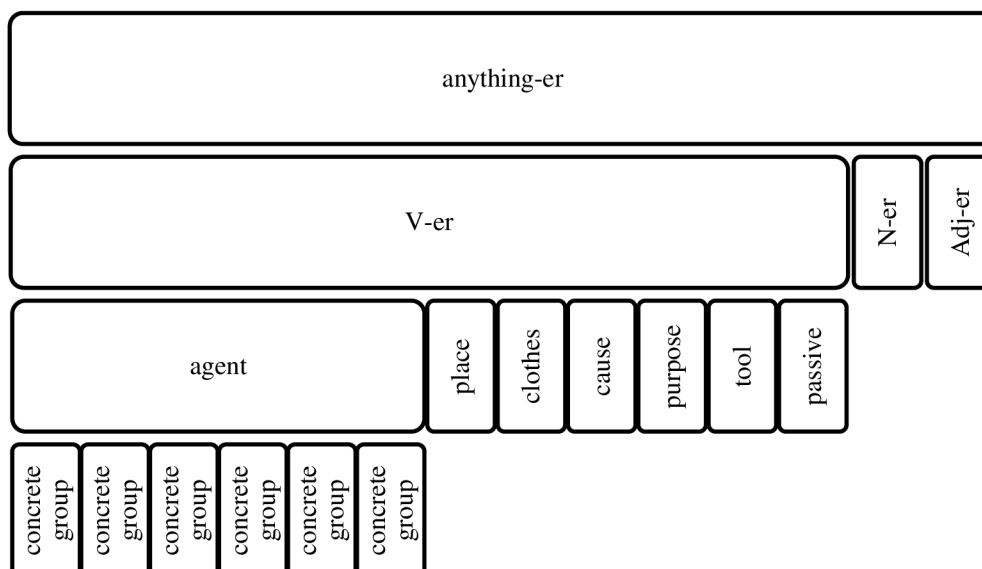 anything-er
V-er
N-er
Adj-er
agent
place
clothes
cause
purpose
tool
passive
concrete
group
concrete
group
concrete
group
concrete
group
concrete
group
concrete
group